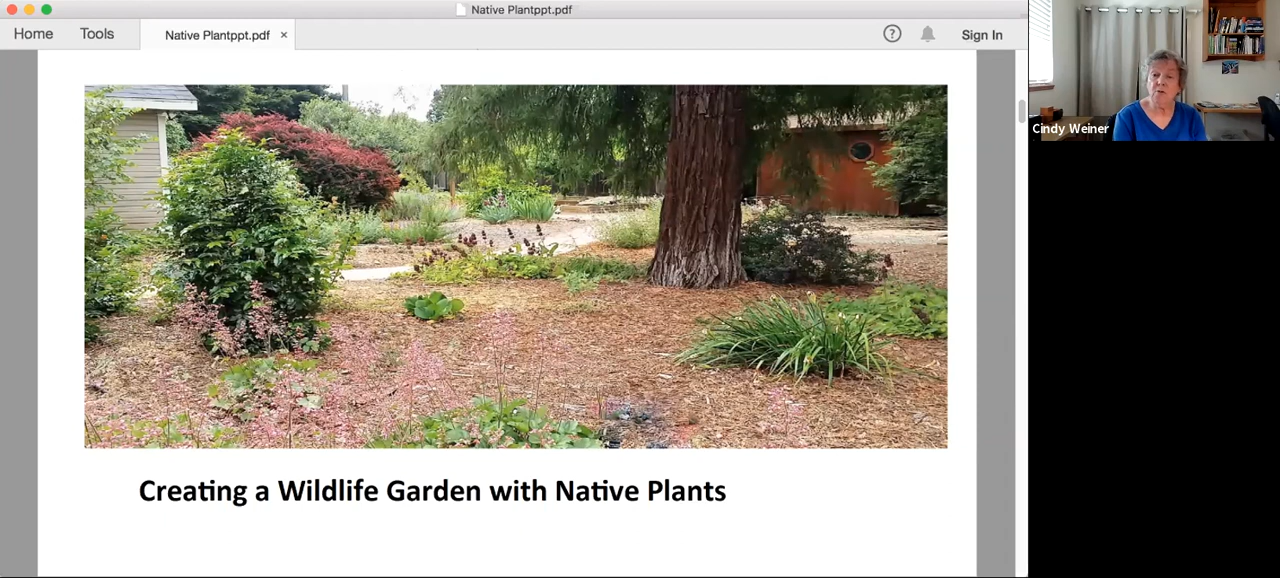 Native Plantppt.pdf
Home Tools Native Plantppt.pdf × ? Sign In
Cindy Weiner
Creating a Wildlife Garden with Native Plants